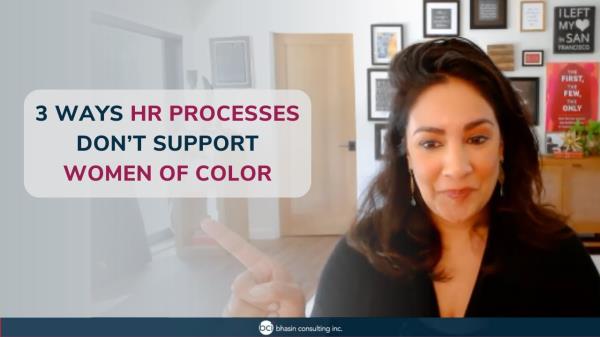 3 WAYS HR PROCESSES
DON'T SUPPORT
WOMEN OF COLOR
I LEFT
MY
IN SAN
FRANCISCO
THE
FIRST,
THE
FEW,
THE
ONLY
bci bhasin consulting inc.